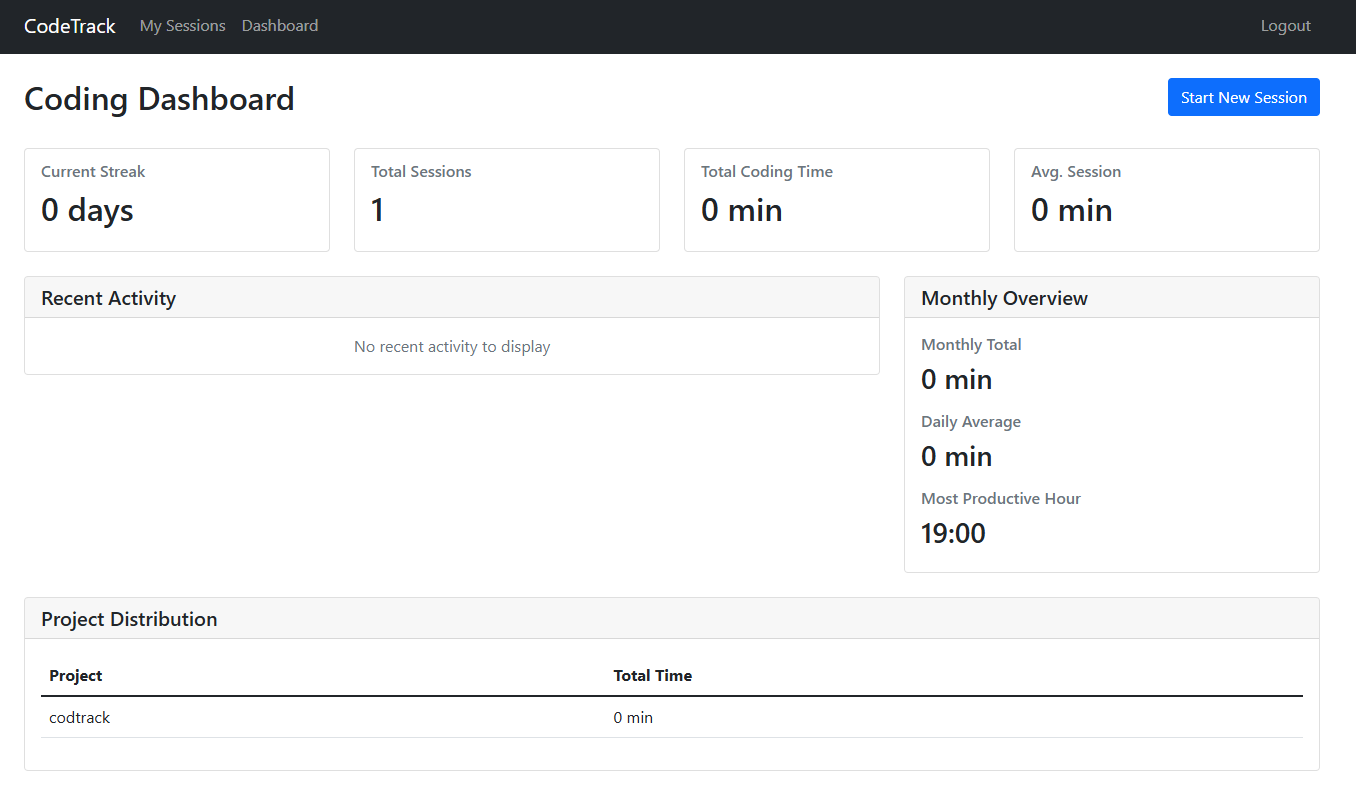 CodeTrack My Sessions Dashboard Logout
Coding Dashboard
Start New Session
Current Streak
0 days
Total Sessions
1
Total Coding Time
0 min
Avg. Session
0 min
Recent Activity
No recent activity to display
Monthly Overview
Monthly Total
0 min
Daily Average
0 min
Most Productive Hour
19:00
Project Distribution
Project Total Time
codtrack 0 min